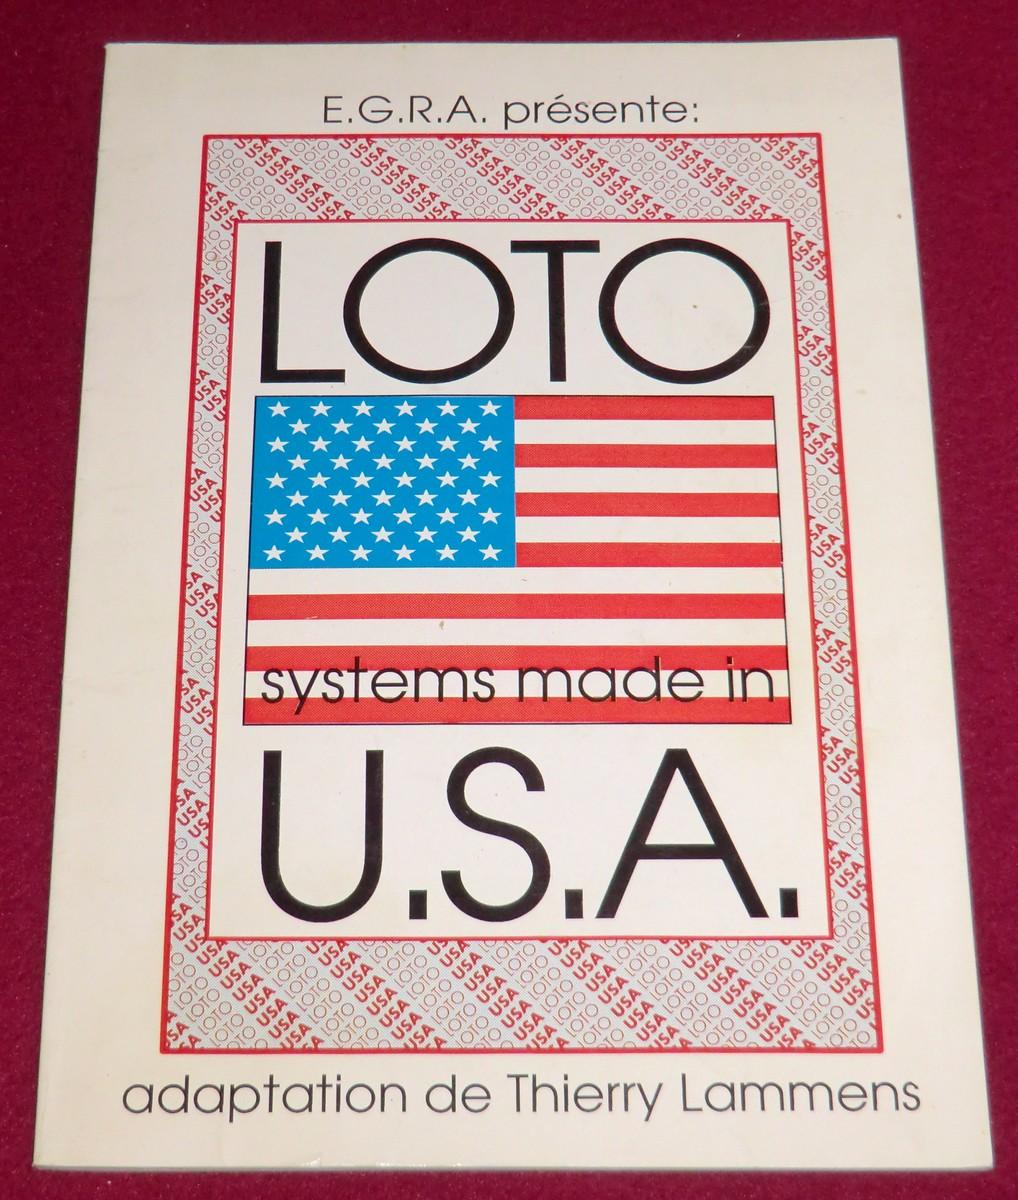 E.G.R.A. présente:
LOTO
systems made in
U.S.A.
adaptation de Thierry Lammens